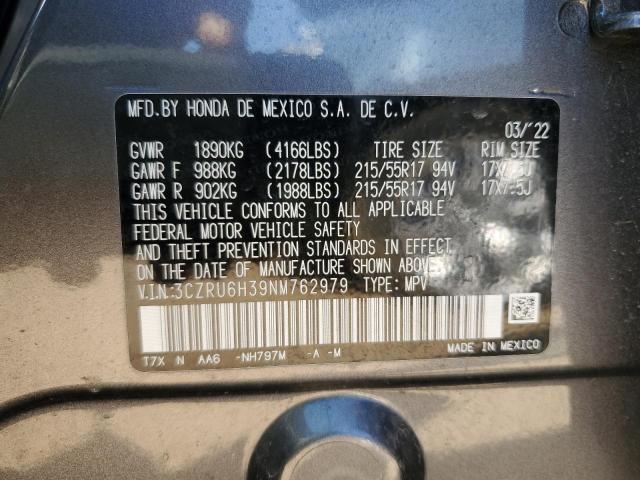 MFD.BY HONDA DE MEXICO S.A. DE C.V.
03/'22
GVWR 1890KG (4166LBS) TIRE SIZE RIM SIZE
GAWR F 988KG (2178LBS) 215/55R17 94V
GAWR R 902KG (1988LBS) 215/55R17 94V
THIS VEHICLE CONFORMS TO ALL APPLICABLE
FEDERAL MOTOR VEHICLE SAFETY
AND THEFT PREVENTION STANDARDS IN EFFECT
ON THE DATE OF MANUFACTURE SHOWN ABOVE.
V.I.N.:3CZRU6H39NM762979 TYPE: MPV
T7X N AA6 -NH797M -A -M
MADE IN MEXICO